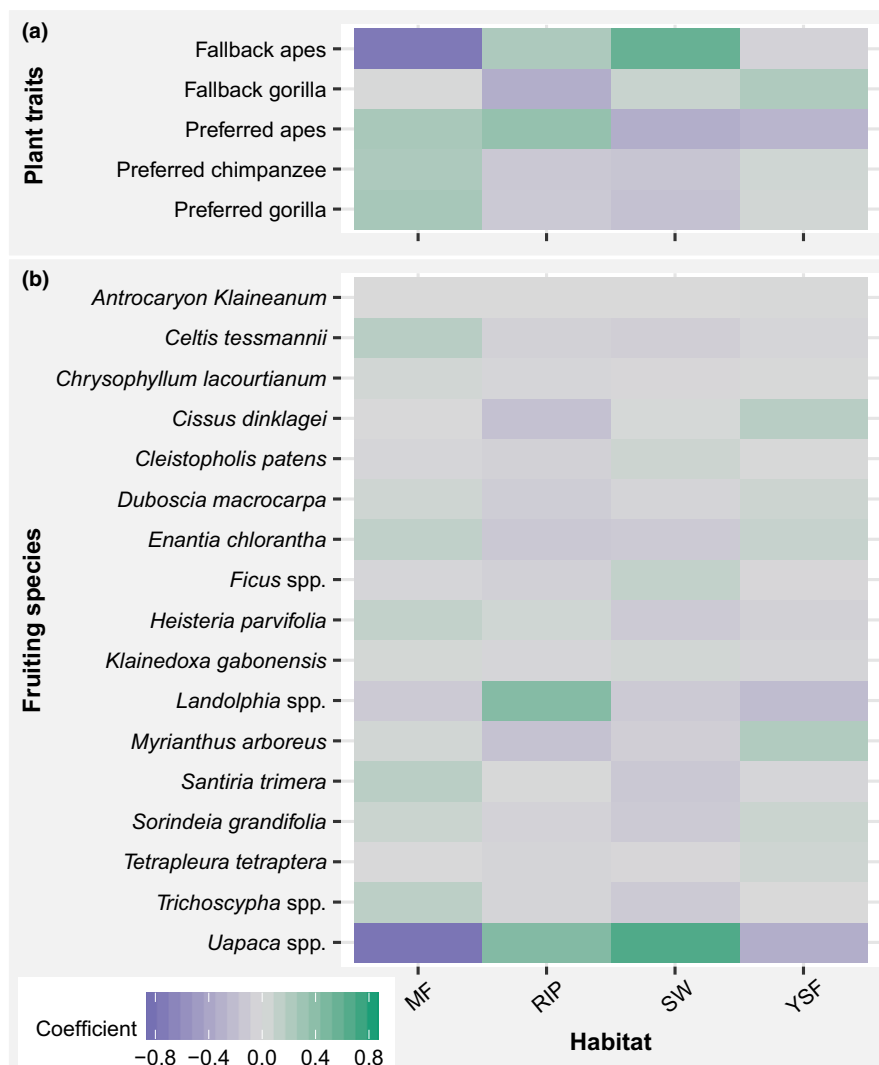 (a)
Plant traits
Fallback apes
Fallback gorilla
Preferred apes
Preferred chimpanzee
Preferred gorilla
(b)
Fruiting species
Antrocaryon Klaineanum
Celtis tessmannii
Chrysophyllum lacourtianum
Cissus dinklagei
Cleistopholis patens
Duboscia macrocarpa
Enantia chlorantha
Ficus spp.
Heisteria parvifolia
Klainedoxa gabonensis
Landolphia spp.
Myrianthus arboreus
Santiria trimera
Sorindeia grandifolia
Tetrapleura tetraptera
Trichoscypha spp.
Uapaca spp.
MF RIP SW YSF
Habitat
Coefficient
−0.8 −0.4 0.0 0.4 0.8